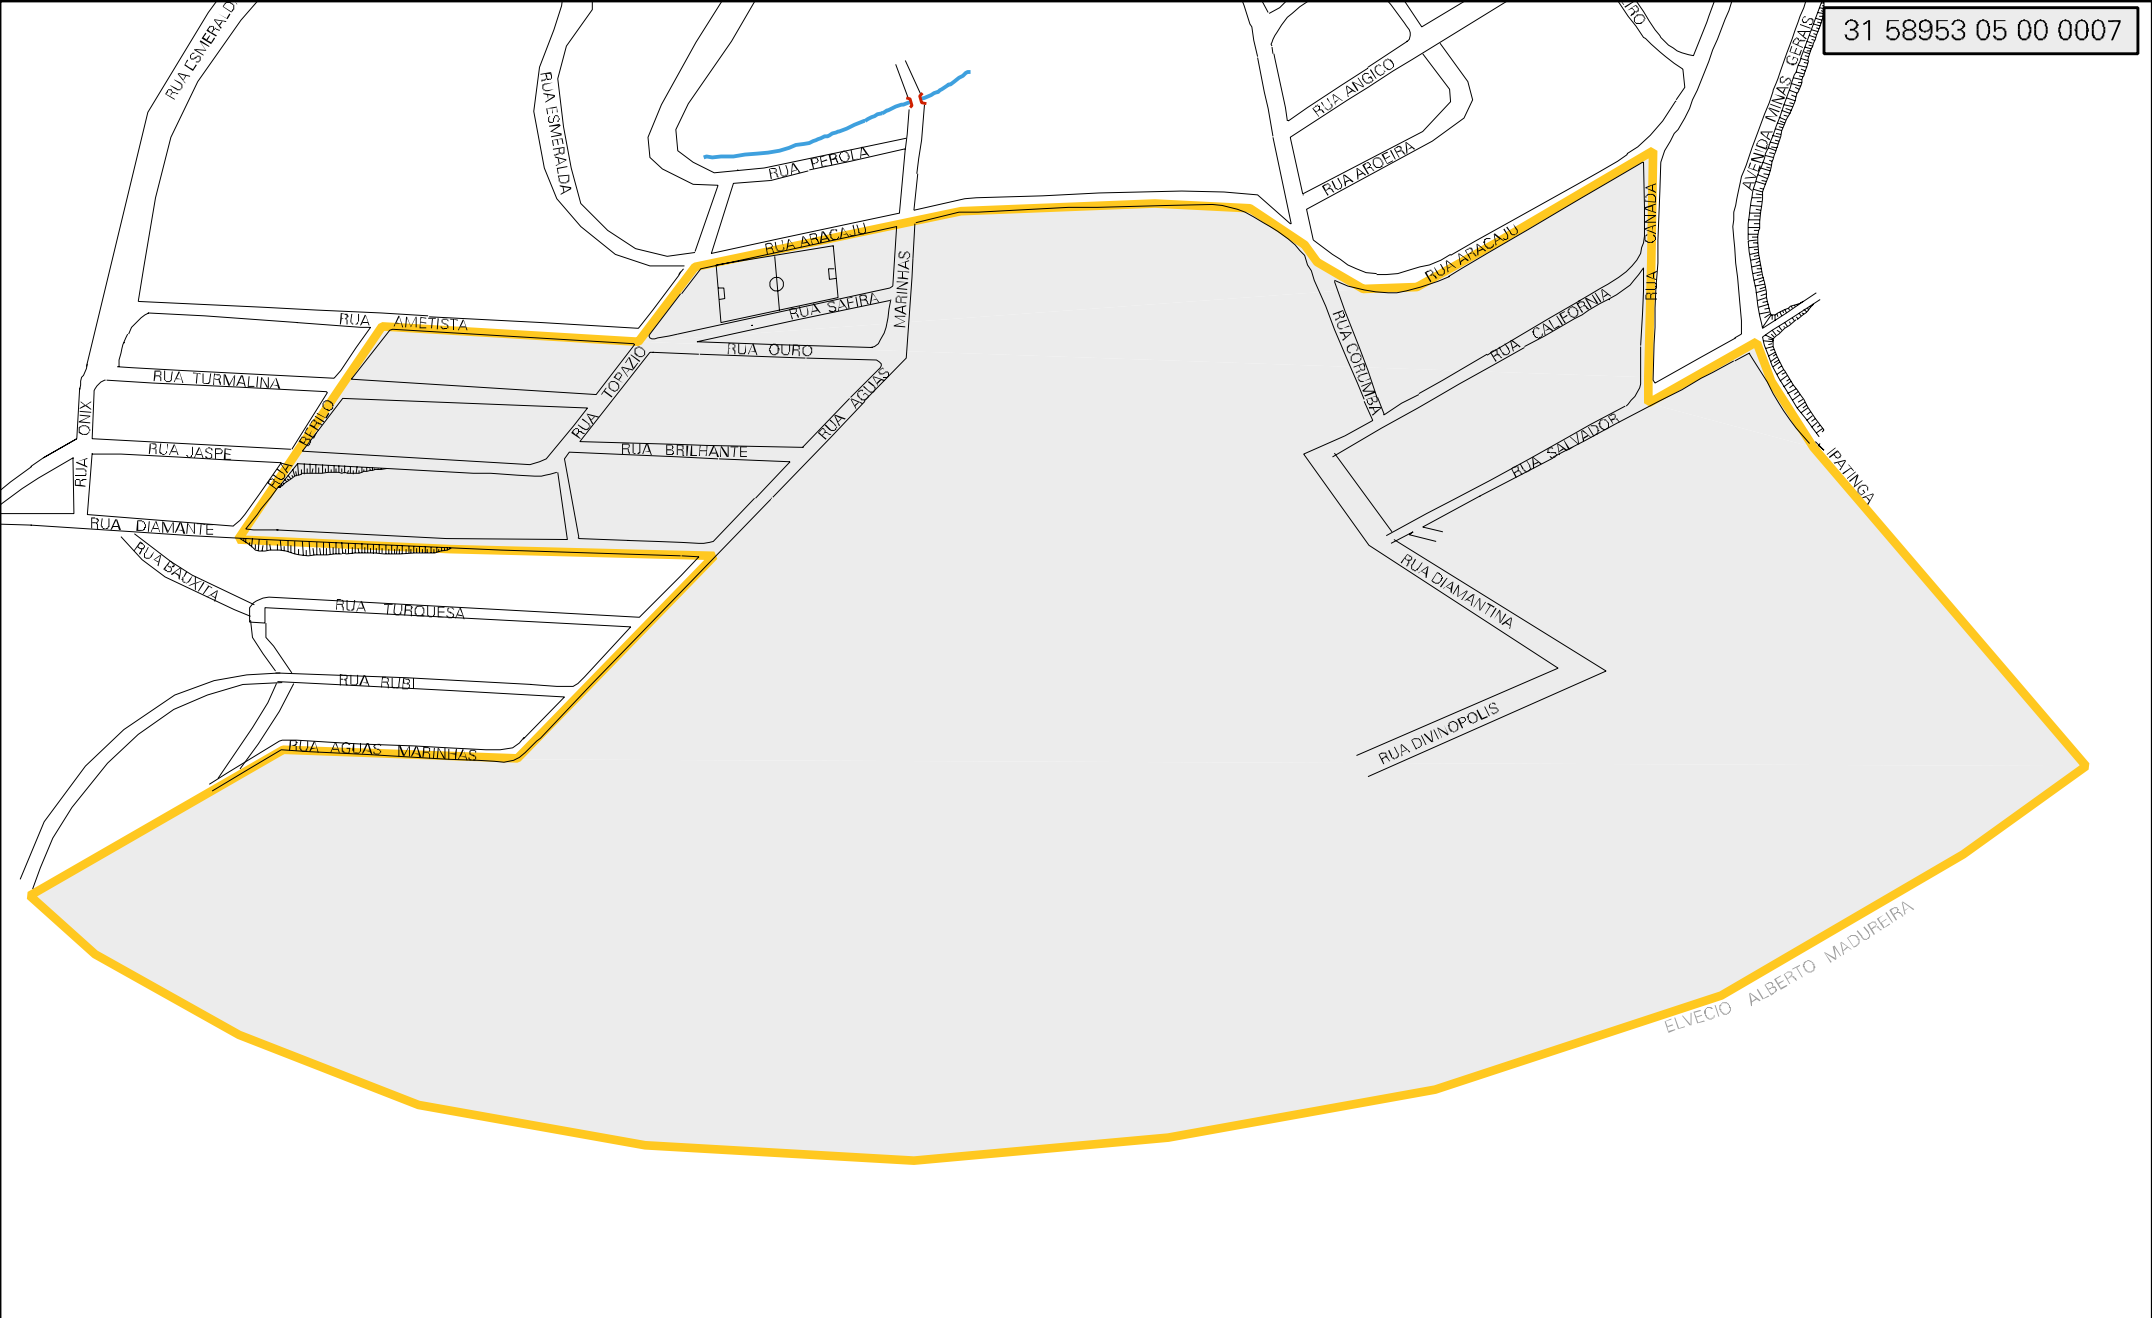 31 58953 05 00 0007
RUA ESMERALD
RUA ESMERALDA
RUA PEROLA
RUA ANGICO
RUA AROEIRA
IRO
AVENIDA MINAS GERAIS
RUA CANADA
RUA ARACAJU
RUA ARACAJU
RUA SAFIRA
MARINHAS
RUA AGUAS
RUA OURO
RUA AMETISTA
RUA TOPAZIO
RUA TURMALINA
RUA ONIX
RUA BERILO
RUA JASPE
RUA BRILHANTE
RUA CORUMBA
RUA CALIFORNIA
RUA SALVADOR
IPATINGA
RUA DIAMANTE
RUA BAUXITA
RUA TURQUESA
RUA DIAMANTINA
RUA RUBI
RUA DIVINOPOLIS
RUA AGUAS MARINHAS
ELVECIO ALBERTO MADUREIRA